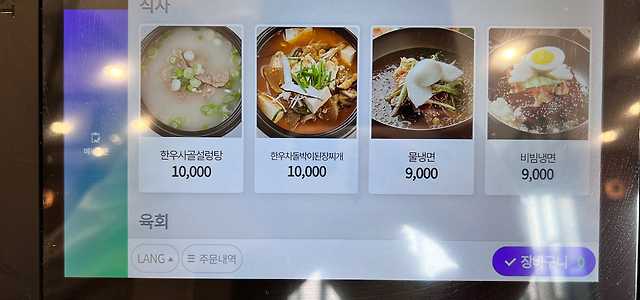 식사
한우사골설렁탕
10,000
한우차돌박이된장찌개
10,000
물냉면
9,000
비빔냉면
9,000
육회
LANG ▲
주문내역
장바구니